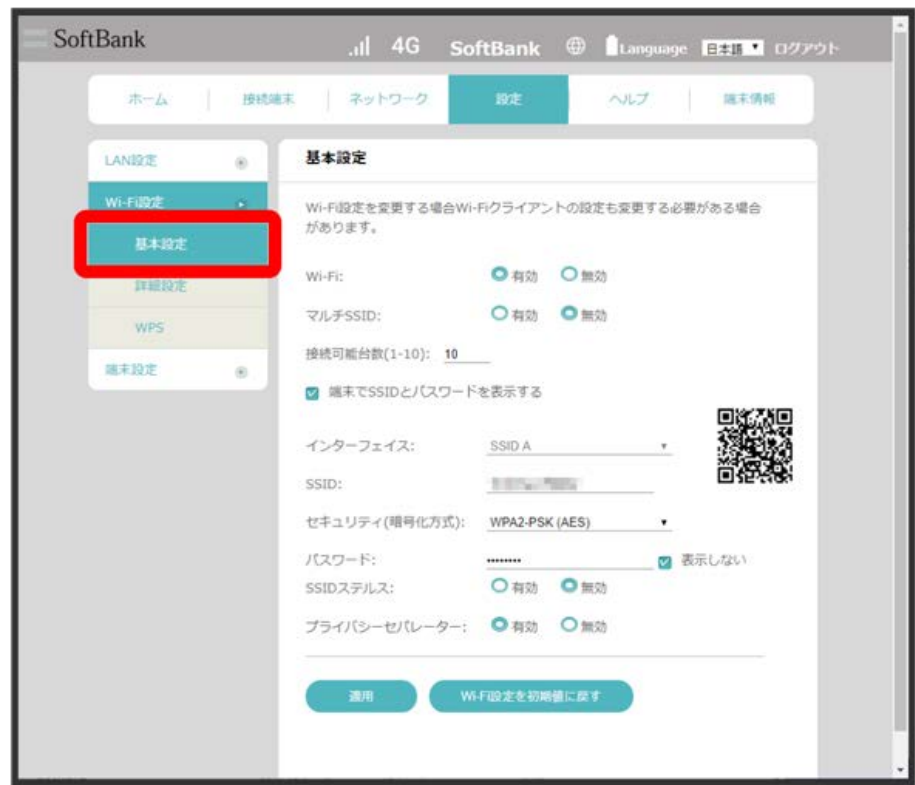 SoftBank
4G SoftBank Language 日本語 ログアウト
ホーム 接続端末 ネットワーク 設定 ヘルプ 端末情報
LAN設定
Wi-Fi設定
基本設定
詳細設定
WPS
端末設定
基本設定
Wi-Fi設定を変更する場合Wi-Fiクライアントの設定も変更する必要がある場合
があります。
Wi-Fi: 有効 無効
マルチSSID: 有効 無効
接続可能台数(1-10): 10
端末でSSIDとパスワードを表示する
インターフェイス: SSID A
SSID:
セキュリティ(暗号化方式): WPA2-PSK (AES)
パスワード: •••••••• 表示しない
SSIDステルス: 有効 無効
プライバシーセパレーター: 有効 無効
適用 Wi-Fi設定を初期値に戻す